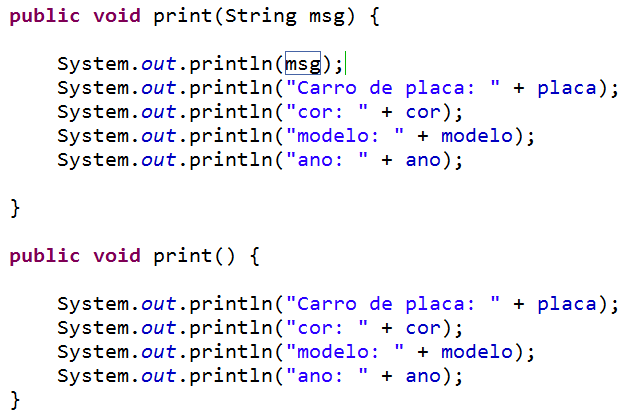 public void print(String msg) {
System.out.println(msg);
System.out.println("Carro de placa: " + placa);
System.out.println("cor: " + cor);
System.out.println("modelo: " + modelo);
System.out.println("ano: " + ano);
}
public void print() {
System.out.println("Carro de placa: " + placa);
System.out.println("cor: " + cor);
System.out.println("modelo: " + modelo);
System.out.println("ano: " + ano);
}